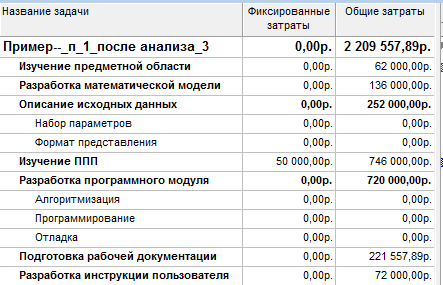 Название задачи Фиксированные затраты Общие затраты
Пример--_п_1_после анализа_3 0,00р. 2 209 557,89р.
Изучение предметной области 0,00р. 62 000,00р.
Разработка математической модели 0,00р. 136 000,00р.
Описание исходных данных 0,00р. 252 000,00р.
Набор параметров 0,00р. 0,00р.
Формат представления 0,00р. 0,00р.
Изучение ППП 50 000,00р. 746 000,00р.
Разработка программного модуля 0,00р. 720 000,00р.
Алгоритмизация 0,00р. 0,00р.
Программирование 0,00р. 0,00р.
Отладка 0,00р. 0,00р.
Подготовка рабочей документации 0,00р. 221 557,89р.
Разработка инструкции пользователя 0,00р. 72 000,00р.